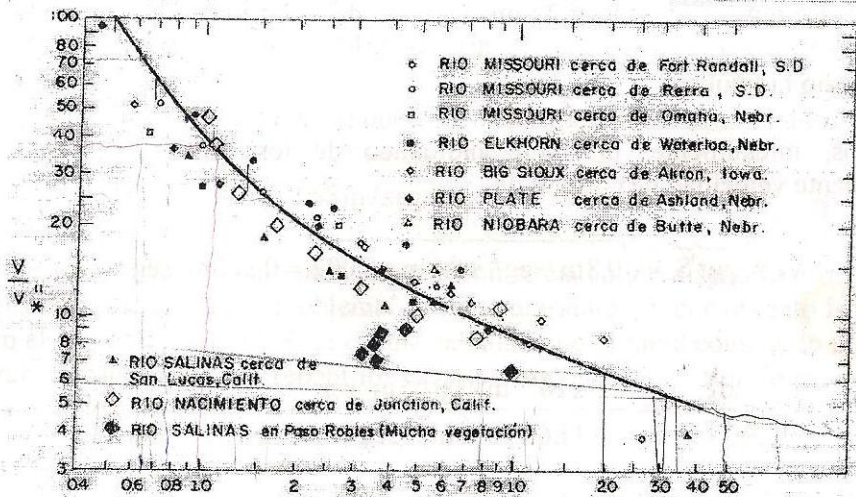 100
80
70
60
50
40
30
20
10
8
7
6
5
4
3
V
V*"
RIO MISSOURI cerca de Fort Randall, S.D
RIO MISSOURI cerca de Rerra, S.D.
RIO MISSOURI cerca de Omaha, Nebr.
RIO ELKHORN cerca de Waterloo, Nebr.
RIO BIG SIOUX cerca de Akron, Iowa.
RIO PLATE cerca de Ashland, Nebr.
RIO NIOBARA cerca de Butte, Nebr.
RIO SALINAS cerca de
San Lucas, Calif.
RIO NACIMIENTO cerca de Junction, Calif.
RIO SALINAS en Paso Robles (Mucha vegetación)
0.4 0.6 0.8 1.0 2 3 4 5 6 7 8 9 10 20 30 40 50